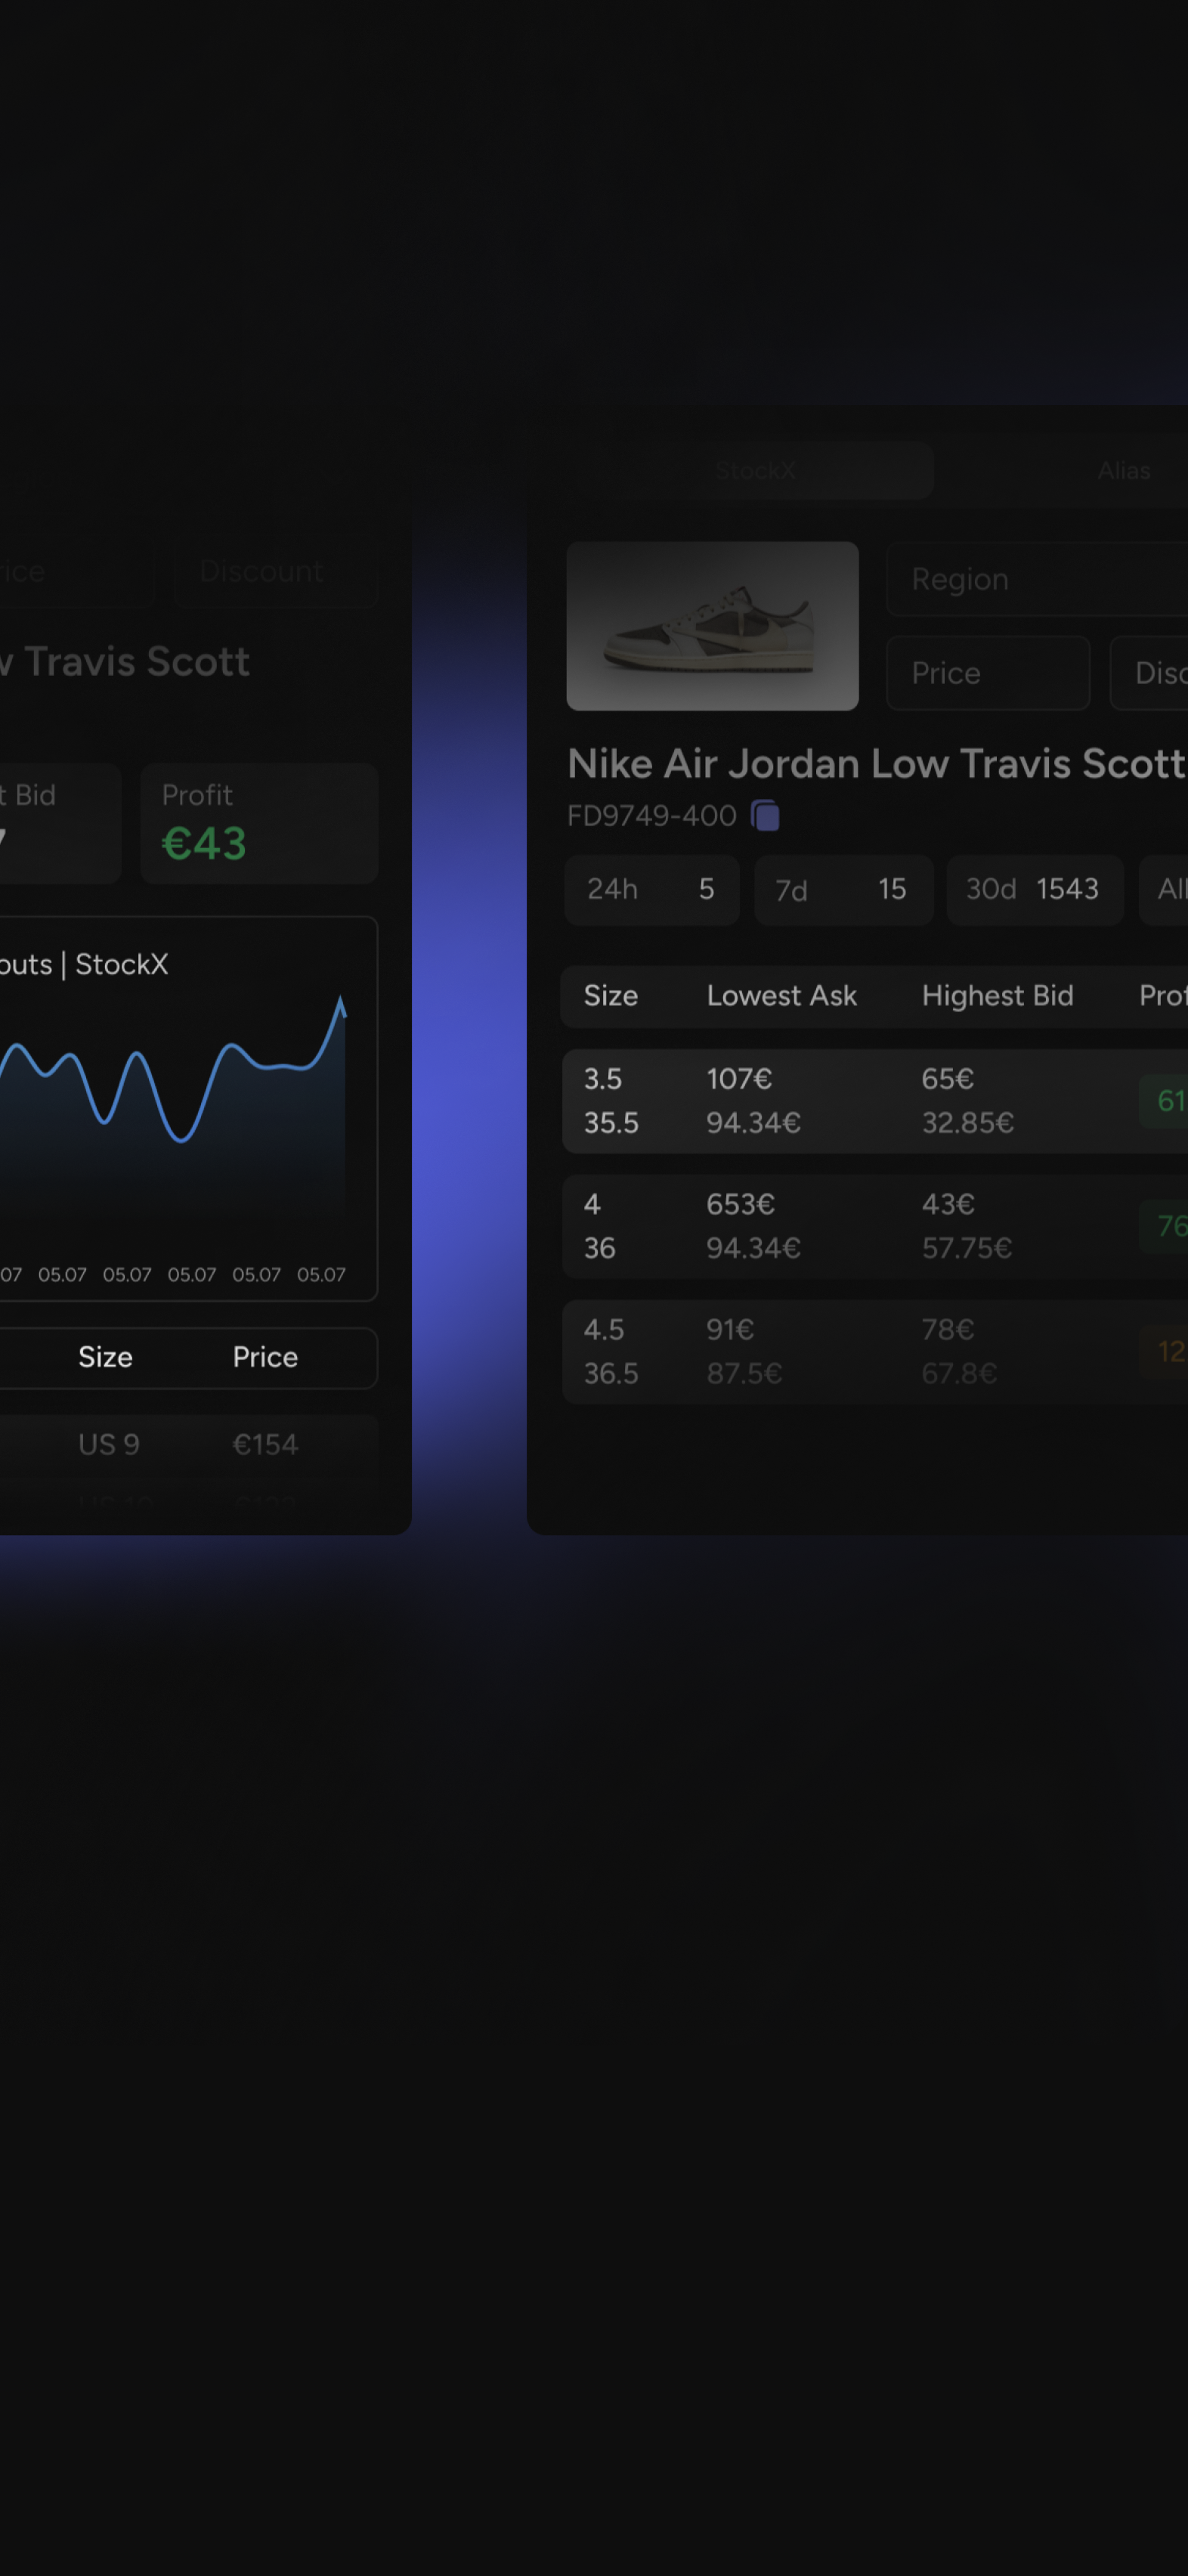 ice
Discount
Travis Scott
t Bid
Profit
€43
outs | StockX
07 05.07 05.07 05.07 05.07 05.07
Size Price
US 9 €154
StockX Alias
Region
Price
Disc
Nike Air Jordan Low Travis Scott
FD9749-400
24h 5 7d 15 30d 1543 All
Size Lowest Ask Highest Bid Prof
3.5 107€ 65€
35.5 94.34€ 32.85€
61
4 653€ 43€
36 94.34€ 57.75€
76
4.5 91€ 78€
36.5 87.5€ 67.8€
12